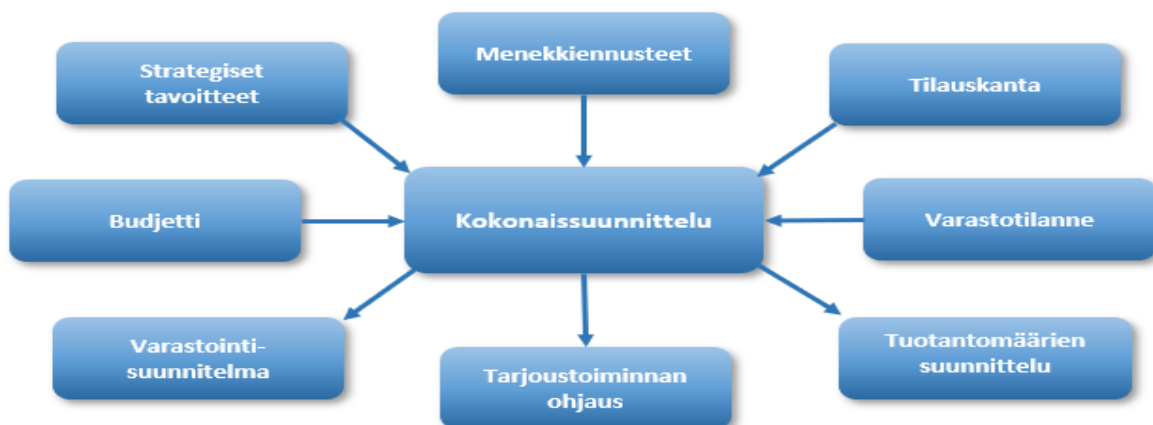 Strategiset
tavoitteet
Menekkiennusteet
Tilauskanta
Budjetti
Kokonaissuunnittelu
Varastotilanne
Varastointi-
suunnitelma
Tarjoustoiminnan
ohjaus
Tuotantomäärien
suunnittelu